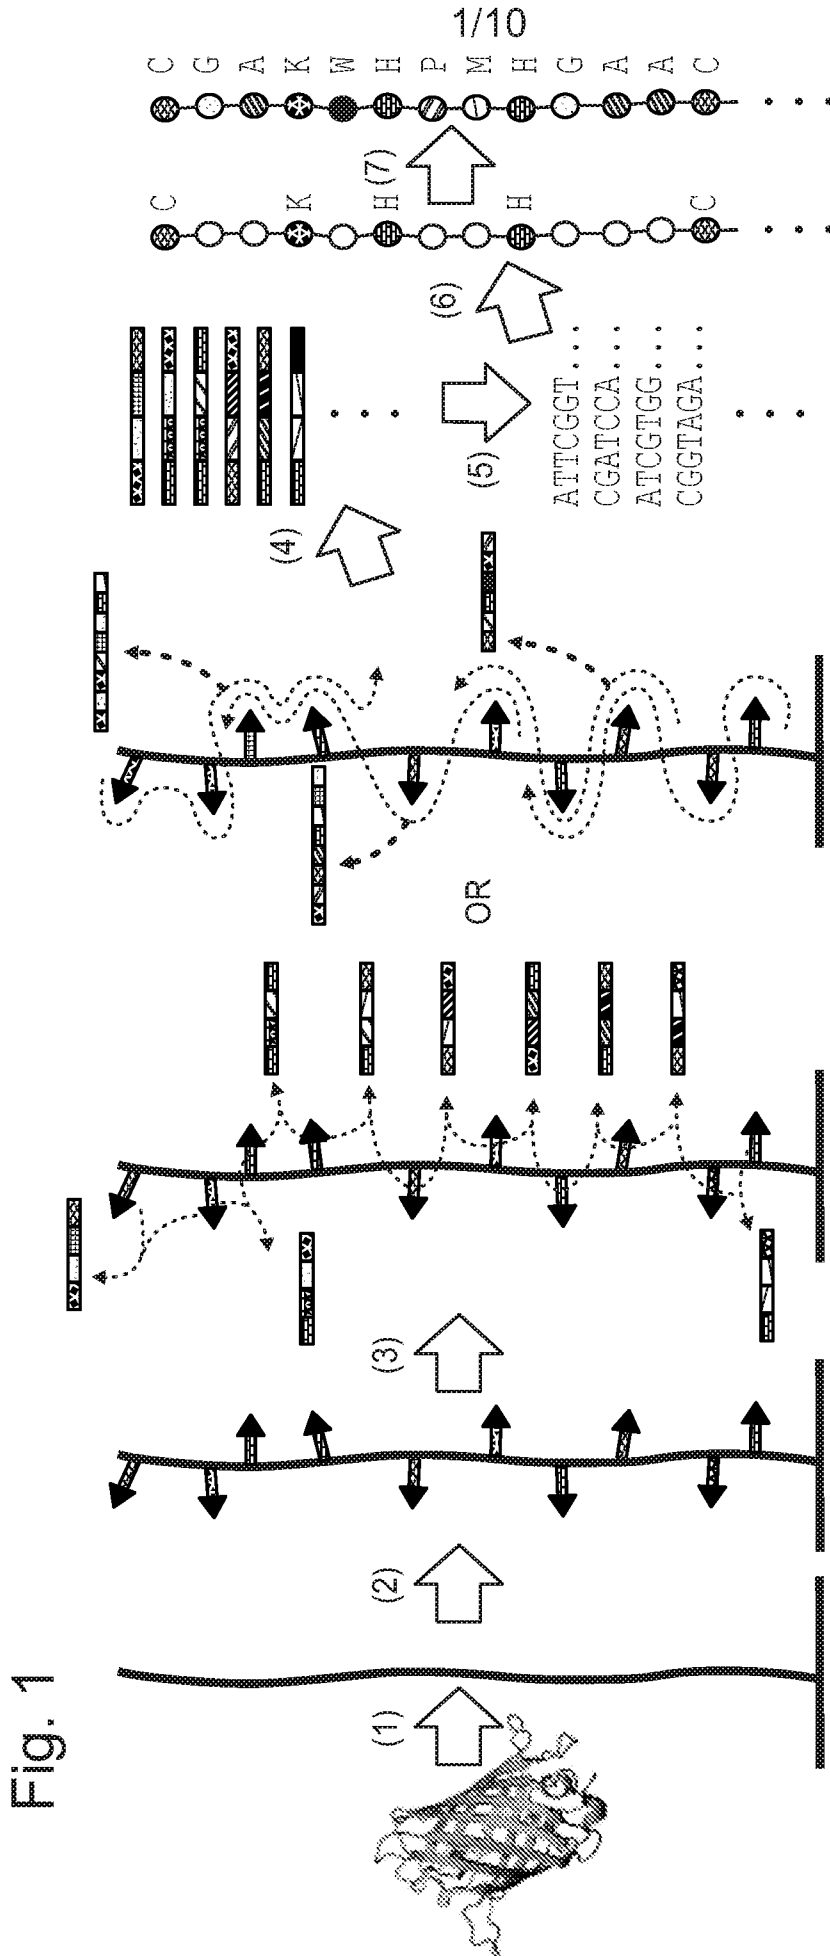 1/10
Fig. 1
(1)
(2)
(3)
OR
(4)
(5)
ATTCGGT...
CGATCCA...
ATCGTGG...
CGGTAGA...
(6)
C K H H C
(7)
C G A K W H P M H G A A C